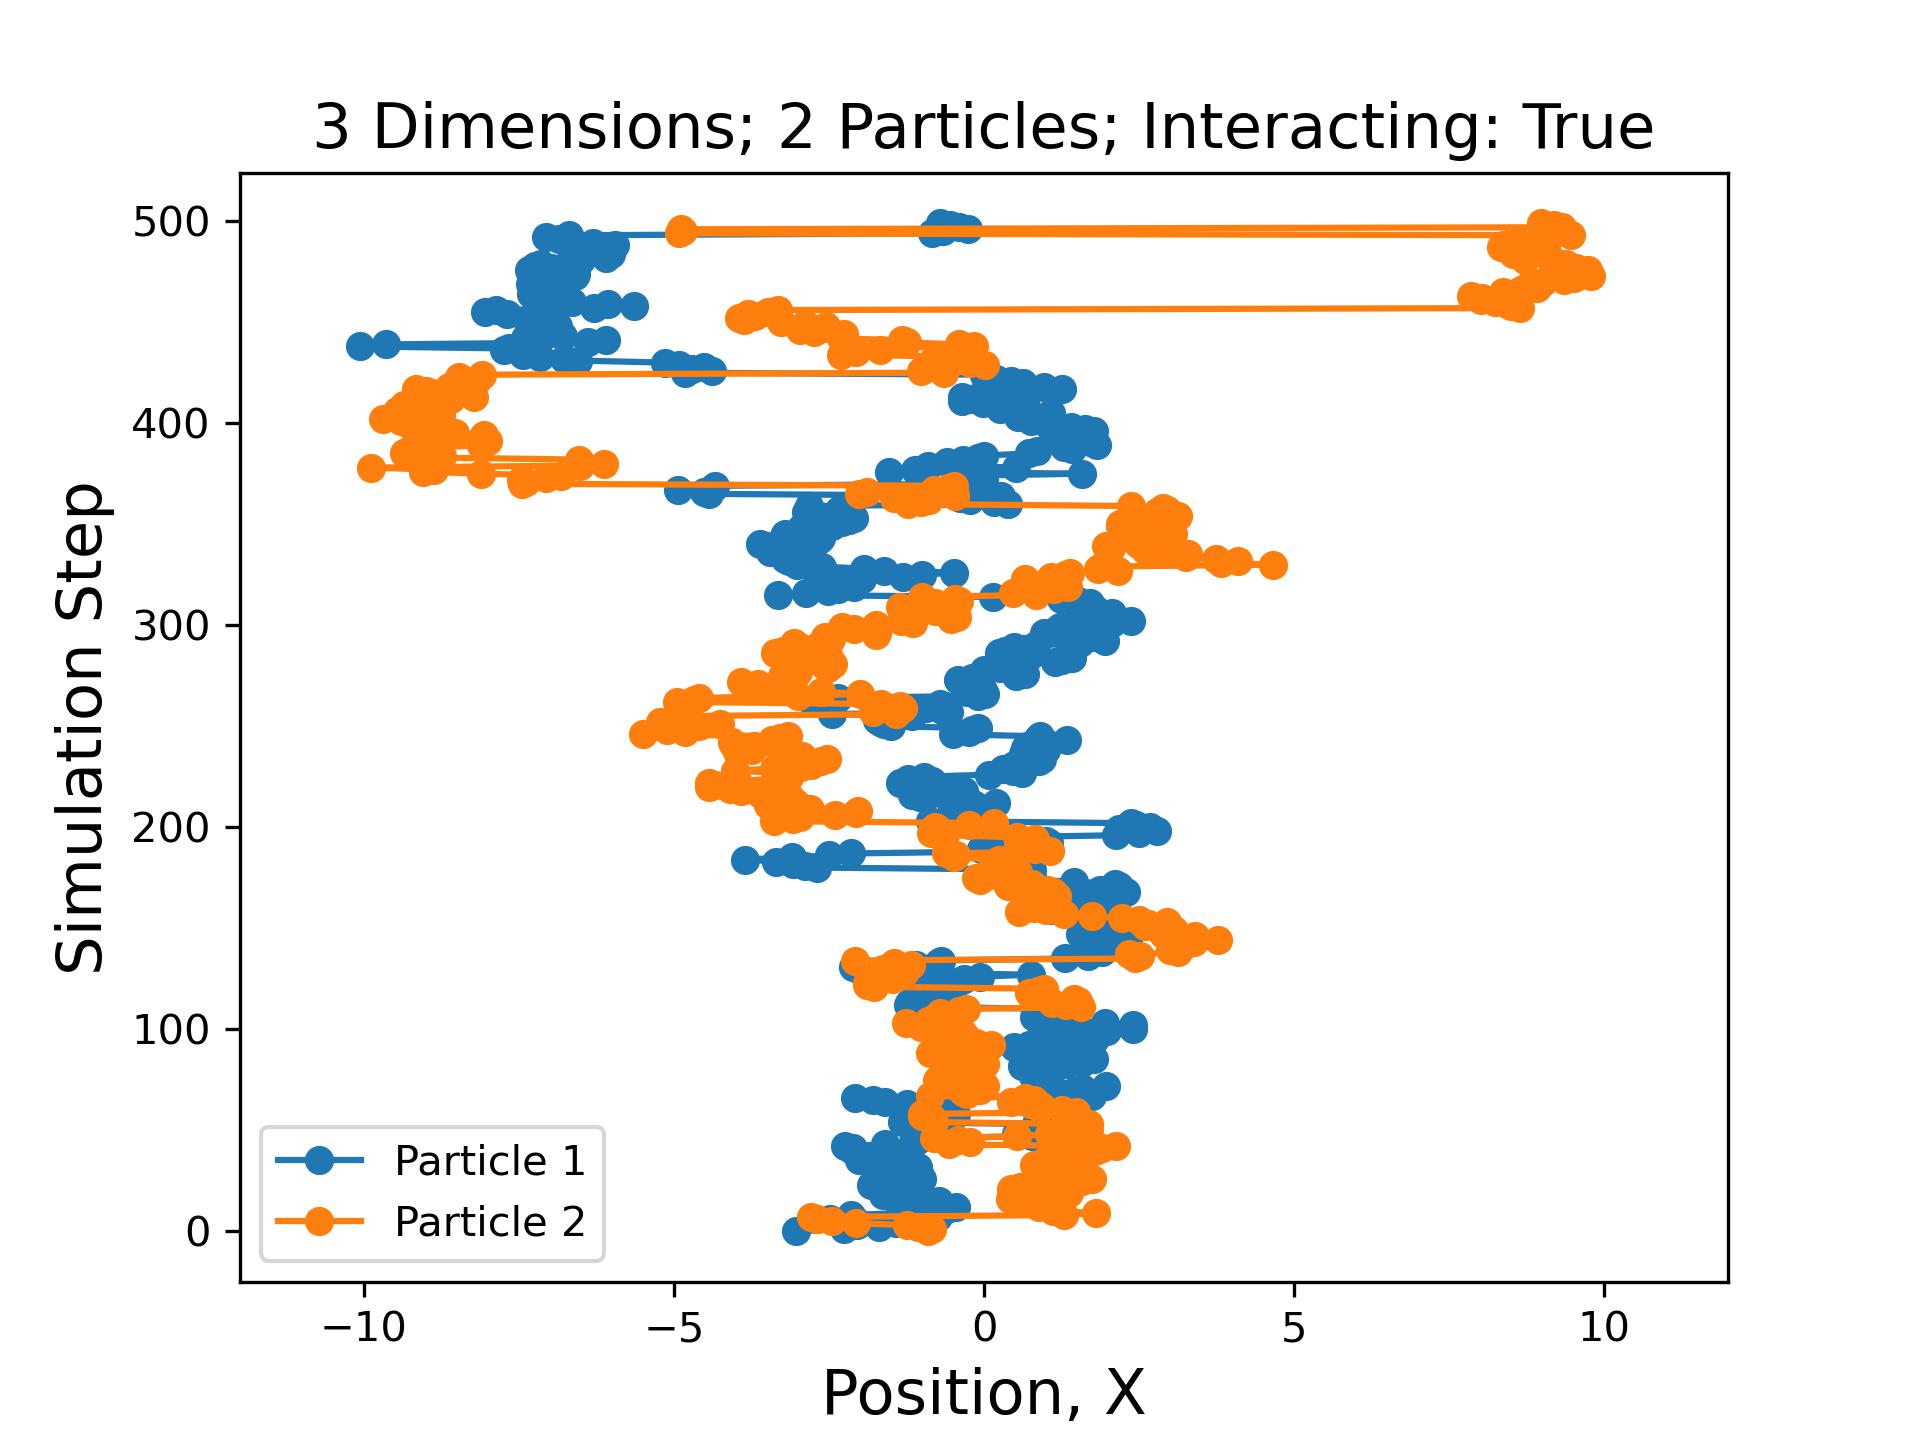 3 Dimensions; 2 Particles; Interacting: True
Simulation Step
500
400
300
200
100
0
Particle 1
Particle 2
−10
−5
0
5
10
Position, X